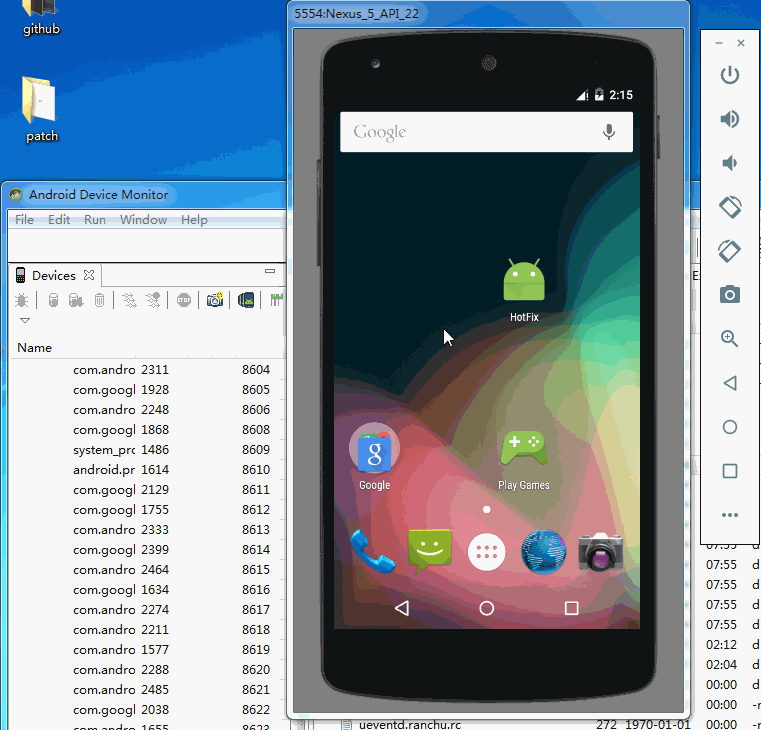 github
patch
5554:Nexus_5_API_22
2:15
Google
HotFix
Google
Play Games
Android Device Monitor
File Edit Run Window Help
Devices
Name
com.andro 2311 8604
com.googl 1928 8605
com.andro 2248 8606
com.googl 1868 8608
system_prc 1486 8609
android.pr 1614 8610
com.googl 2129 8611
com.googl 1755 8612
com.andro 2333 8613
com.googl 2399 8614
com.andro 2464 8615
com.googl 1634 8616
com.andro 2274 8617
com.andro 2211 8618
com.andro 1577 8619
com.andro 2288 8620
com.andro 2485 8621
com.googl 2038 8622
com.andro 1655 8623
07:55 d
07:55 d
07:55 d
07:55 d
07:55 d
02:12 d
02:04 d
00:00 d
00:00 -r
ueventd.ranchu.rc 272 1970-01-01 00:00 -r